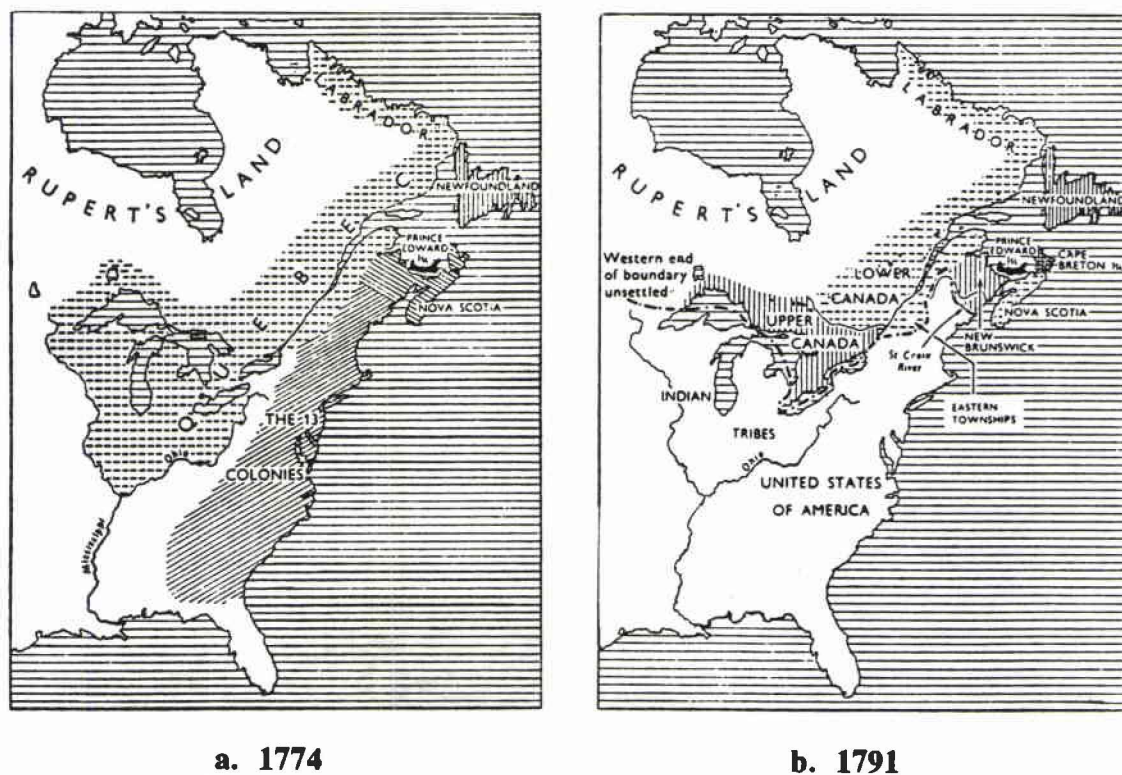 LABRADOR
RUPERT'S LAND
QUEBEC
NEWFOUNDLAND
PRINCE
EDWARD
Is.
NOVA SCOTIA
THE 13
COLONIES
Ohio
Mississippi
a. 1774
LABRADOR
RUPERT'S LAND
NEWFOUNDLAND
PRINCE
EDWARD
Is.
CAPE
BRETON Is.
Western end
of boundary
unsettled
LOWER
CANADA
UPPER
CANADA
NOVA SCOTIA
NEW
BRUNSWICK
St Croix
River
INDIAN
TRIBES
EASTERN
TOWNSHIPS
Ohio
UNITED STATES
OF AMERICA
b. 1791